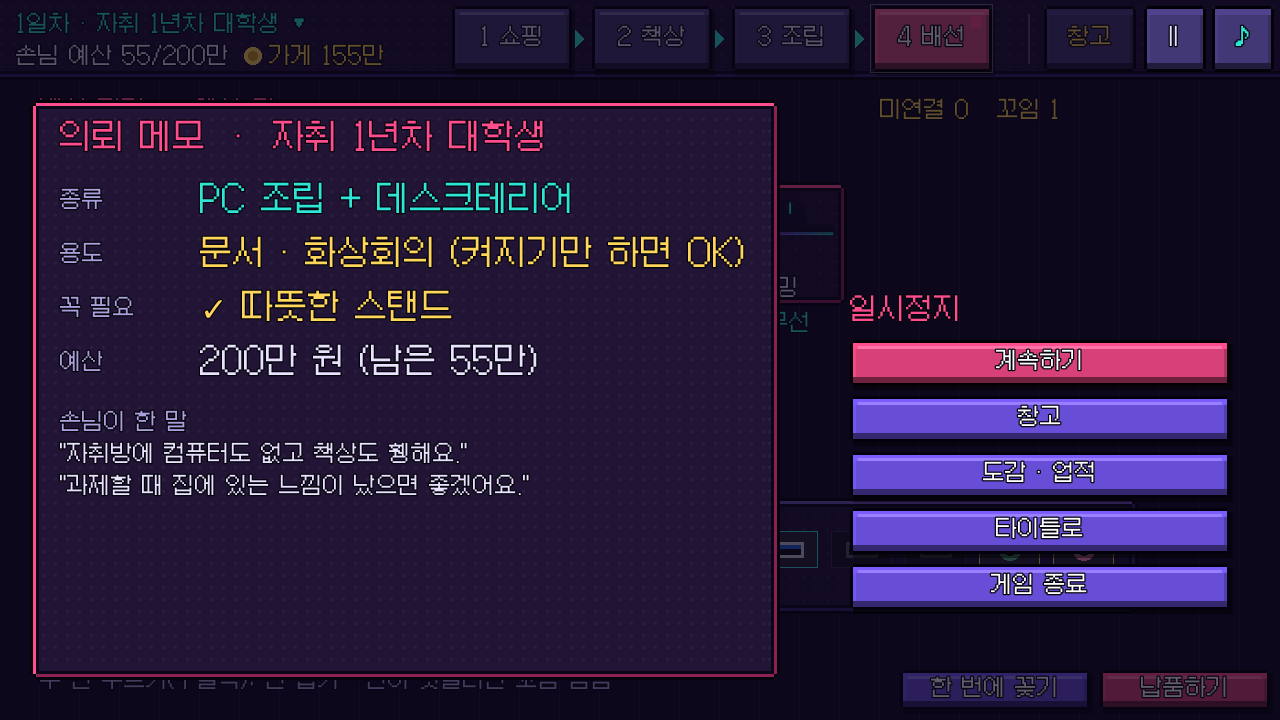 1일차 · 자취 1년차 대학생 ▼
손님 예산 55/200만 가게 155만
1 쇼핑 2 책상 3 조립 4 배선 창고
미연결 0 꼬임 1
의뢰 메모 · 자취 1년차 대학생
종류 PC 조립 + 데스크테리어
용도 문서 · 화상회의 (켜지기만 하면 OK)
꼭 필요 ✓ 따뜻한 스탠드
예산 200만 원 (남은 55만)
손님이 한 말
"자취방에 컴퓨터도 없고 책상도 휑해요."
"과제할 때 집에 있는 느낌이 났으면 좋겠어요."
일시정지
계속하기
창고
도감 · 업적
타이틀로
게임 종료
한 번에 꽂기 납품하기